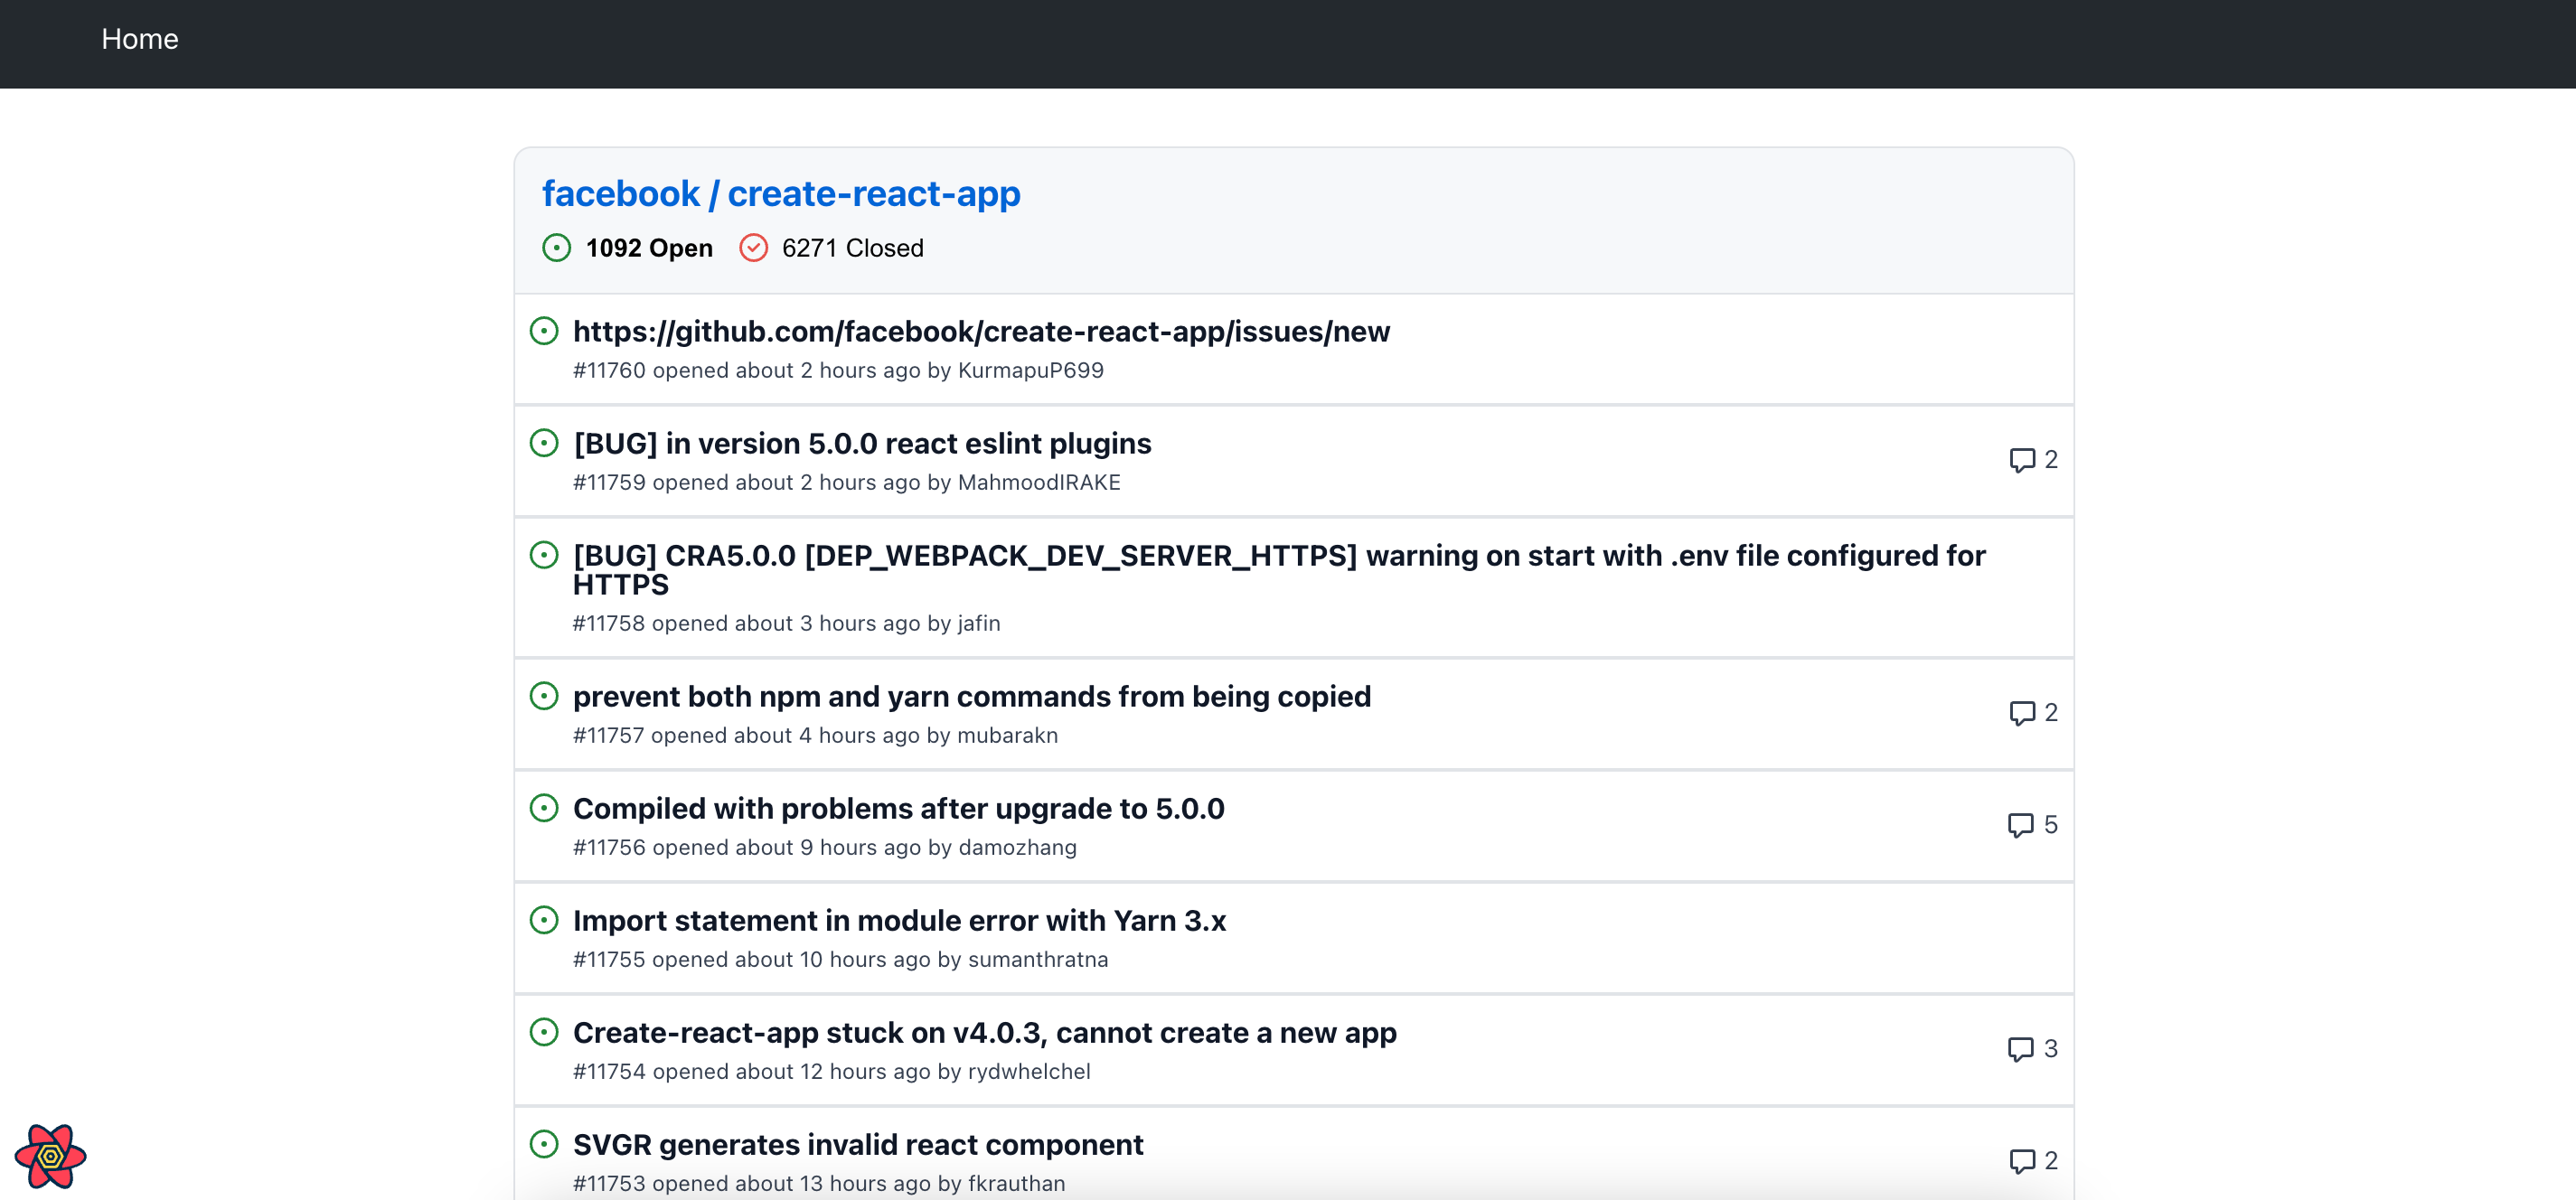 Home
facebook / create-react-app
1092 Open 6271 Closed
https://github.com/facebook/create-react-app/issues/new
#11760 opened about 2 hours ago by KurmapuP699
[BUG] in version 5.0.0 react eslint plugins
2
#11759 opened about 2 hours ago by MahmoodIRAKE
[BUG] CRA5.0.0 [DEP_WEBPACK_DEV_SERVER_HTTPS] warning on start with .env file configured for
HTTPS
#11758 opened about 3 hours ago by jafin
prevent both npm and yarn commands from being copied
2
#11757 opened about 4 hours ago by mubarakn
Compiled with problems after upgrade to 5.0.0
5
#11756 opened about 9 hours ago by damozhang
Import statement in module error with Yarn 3.x
#11755 opened about 10 hours ago by sumanthratna
Create-react-app stuck on v4.0.3, cannot create a new app
3
#11754 opened about 12 hours ago by rydwhelchel
SVGR generates invalid react component
2
#11753 opened about 13 hours ago by fkrauthan